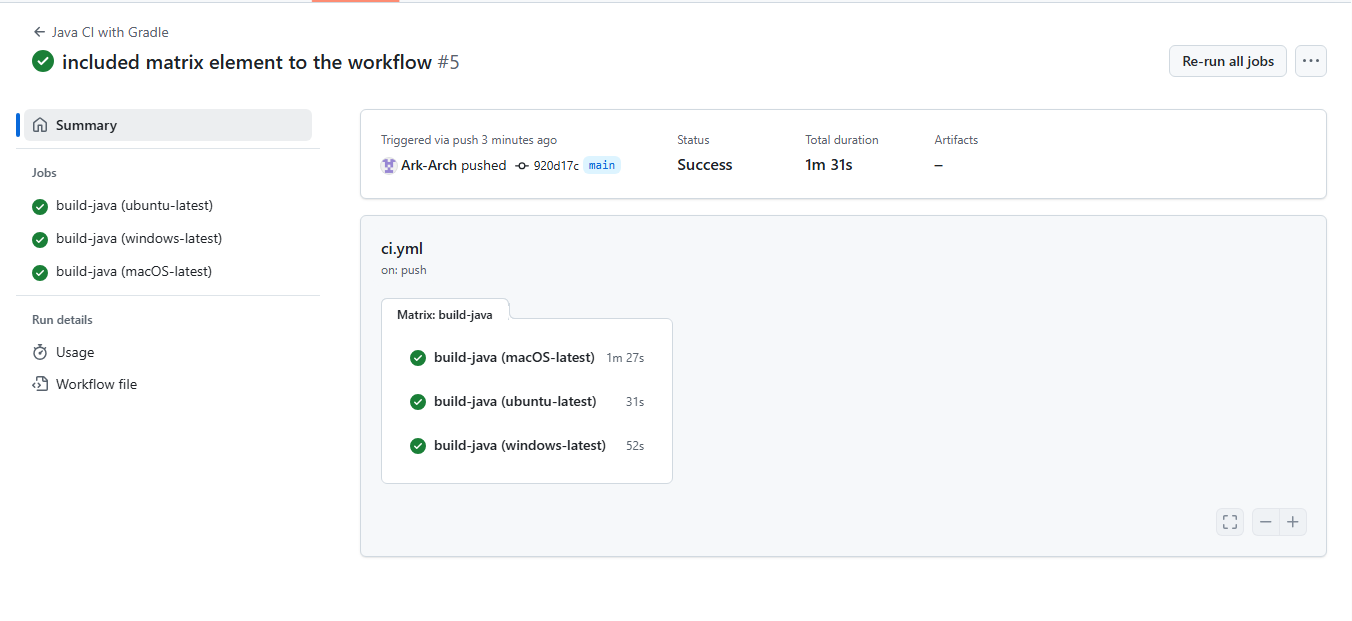 ← Java CI with Gradle
included matrix element to the workflow #5
Re-run all jobs
Summary
Jobs
build-java (ubuntu-latest)
build-java (windows-latest)
build-java (macOS-latest)
Run details
Usage
Workflow file
Triggered via push 3 minutes ago
Ark-Arch pushed 920d17c main
Status
Success
Total duration
1m 31s
Artifacts
–
ci.yml
on: push
Matrix: build-java
build-java (macOS-latest) 1m 27s
build-java (ubuntu-latest) 31s
build-java (windows-latest) 52s